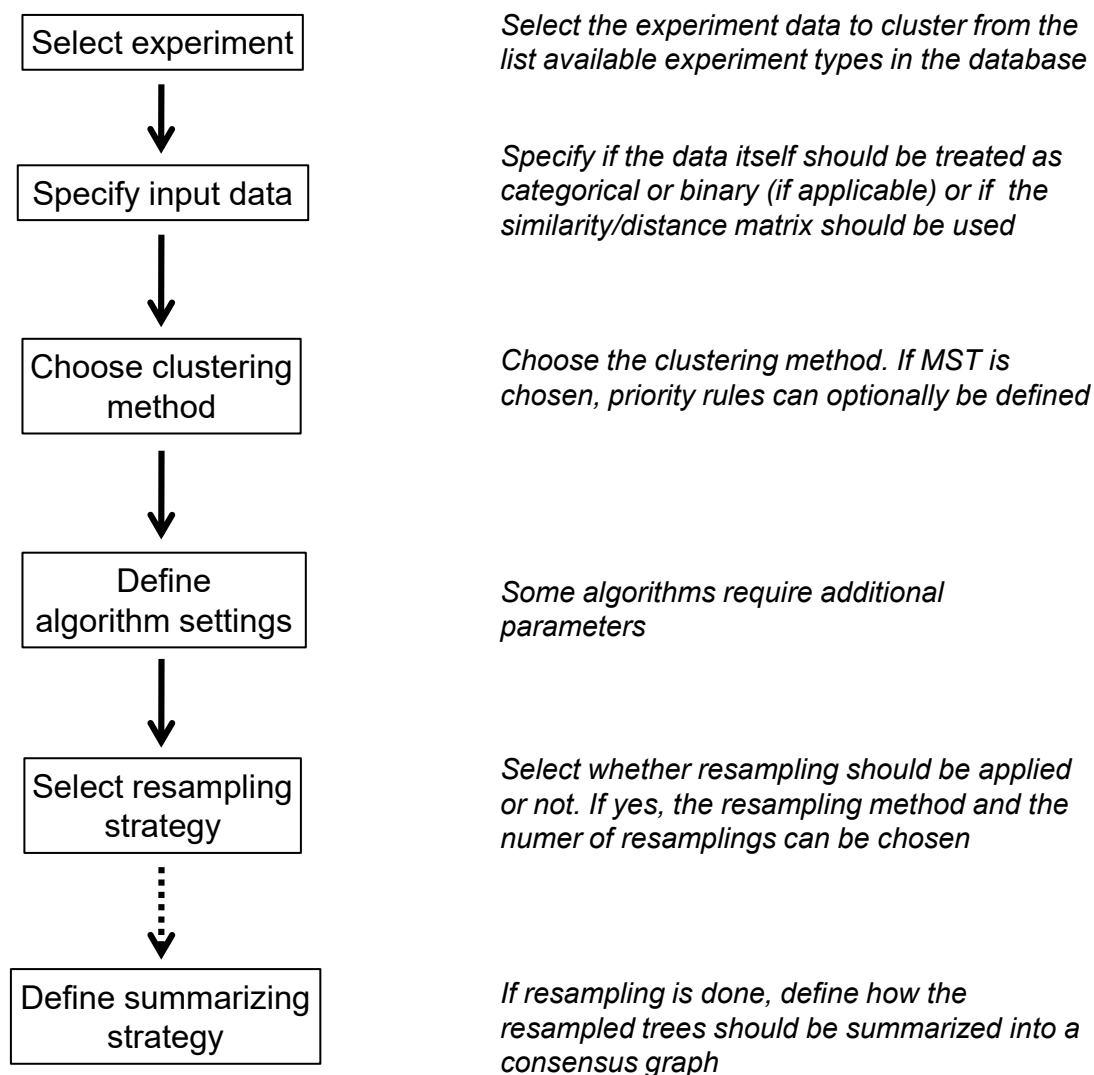 Select experiment
Select the experiment data to cluster from the
list available experiment types in the database
Specify input data
Specify if the data itself should be treated as
categorical or binary (if applicable) or if  the
similarity/distance matrix should be used
Choose clustering
method
Choose the clustering method. If MST is
chosen, priority rules can optionally be defined
Define
algorithm settings
Some algorithms require additional
parameters
Select resampling
strategy
Select whether resampling should be applied
or not. If yes, the resampling method and the
numer of resamplings can be chosen
Define summarizing
strategy
If resampling is done, define how the
resampled trees should be summarized into a
consensus graph